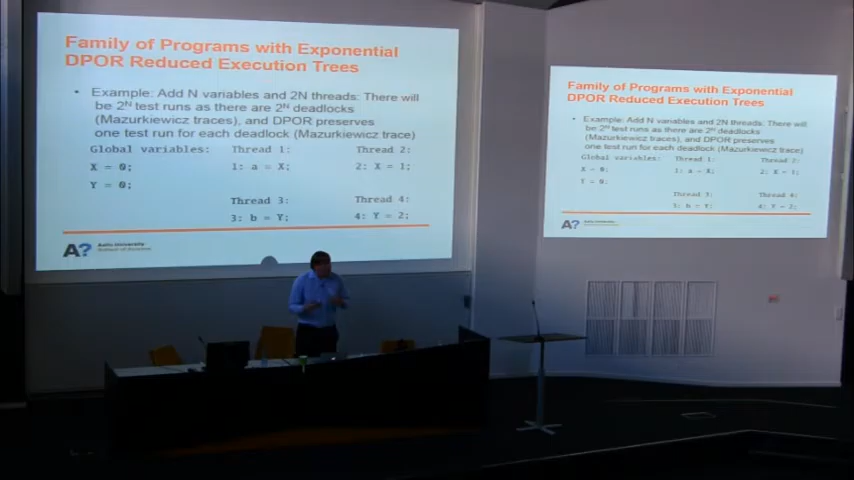 Family of Programs with Exponential
DPOR Reduced Execution Trees
• Example: Add N variables and 2N threads: There will
be 2ᴺ test runs as there are 2ᴺ deadlocks
(Mazurkiewicz traces), and DPOR preserves
one test run for each deadlock (Mazurkiewicz trace)
Global variables: Thread 1: Thread 2:
X = 0; 1: a = X; 2: X = 1;
Y = 0;
Thread 3: Thread 4:
3: b = Y; 4: Y = 2;
A? Aalto University
Family of Programs with Exponential
DPOR Reduced Execution Trees
• Example: Add N variables and 2N threads: There will
be 2ᴺ test runs as there are 2ᴺ deadlocks
(Mazurkiewicz traces), and DPOR preserves
one test run for each deadlock (Mazurkiewicz trace)
Global variables: Thread 1: Thread 2:
X = 0; 1: a = X; 2: X = 1;
Y = 0;
Thread 3: Thread 4:
3: b = Y; 4: Y = 2;
A?